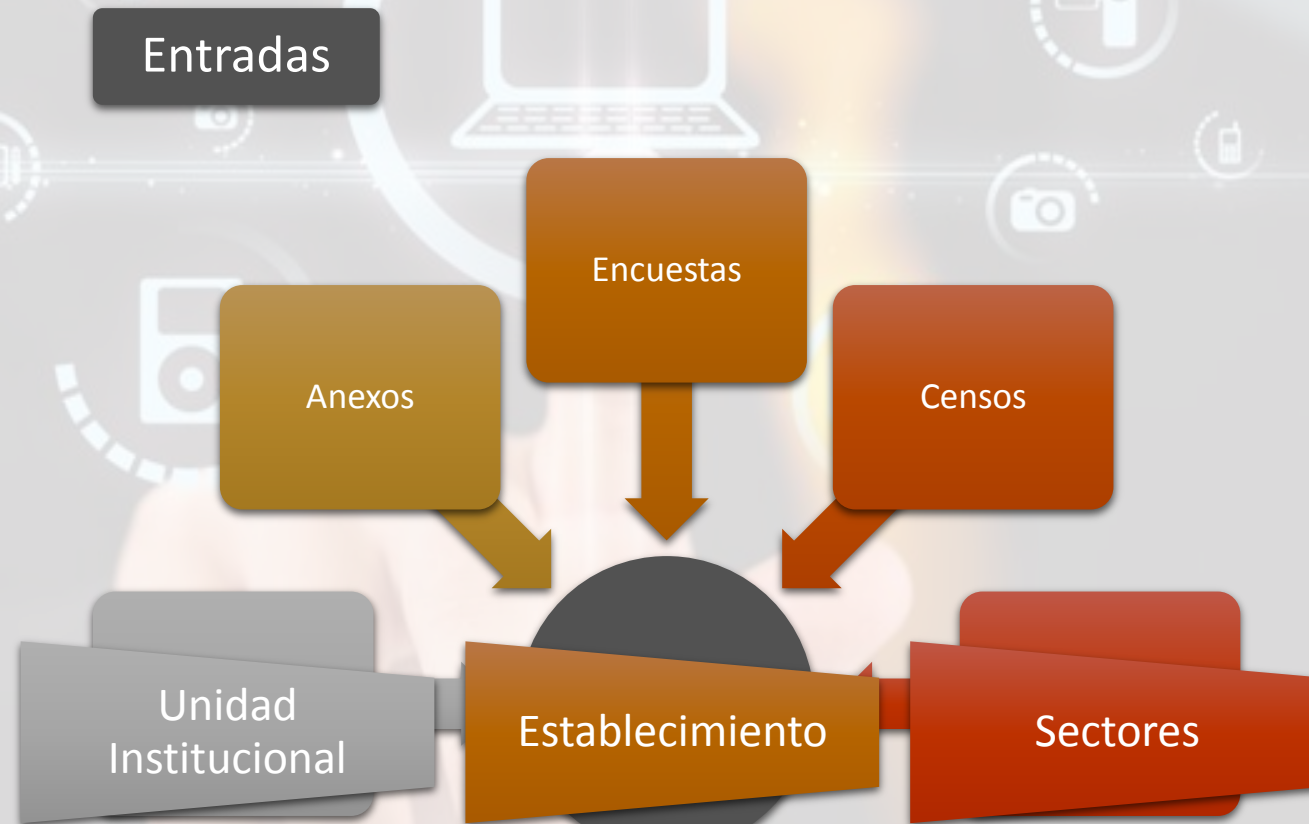 Entradas
Encuestas
Anexos
Censos
Unidad
Institucional
Establecimiento
Sectores